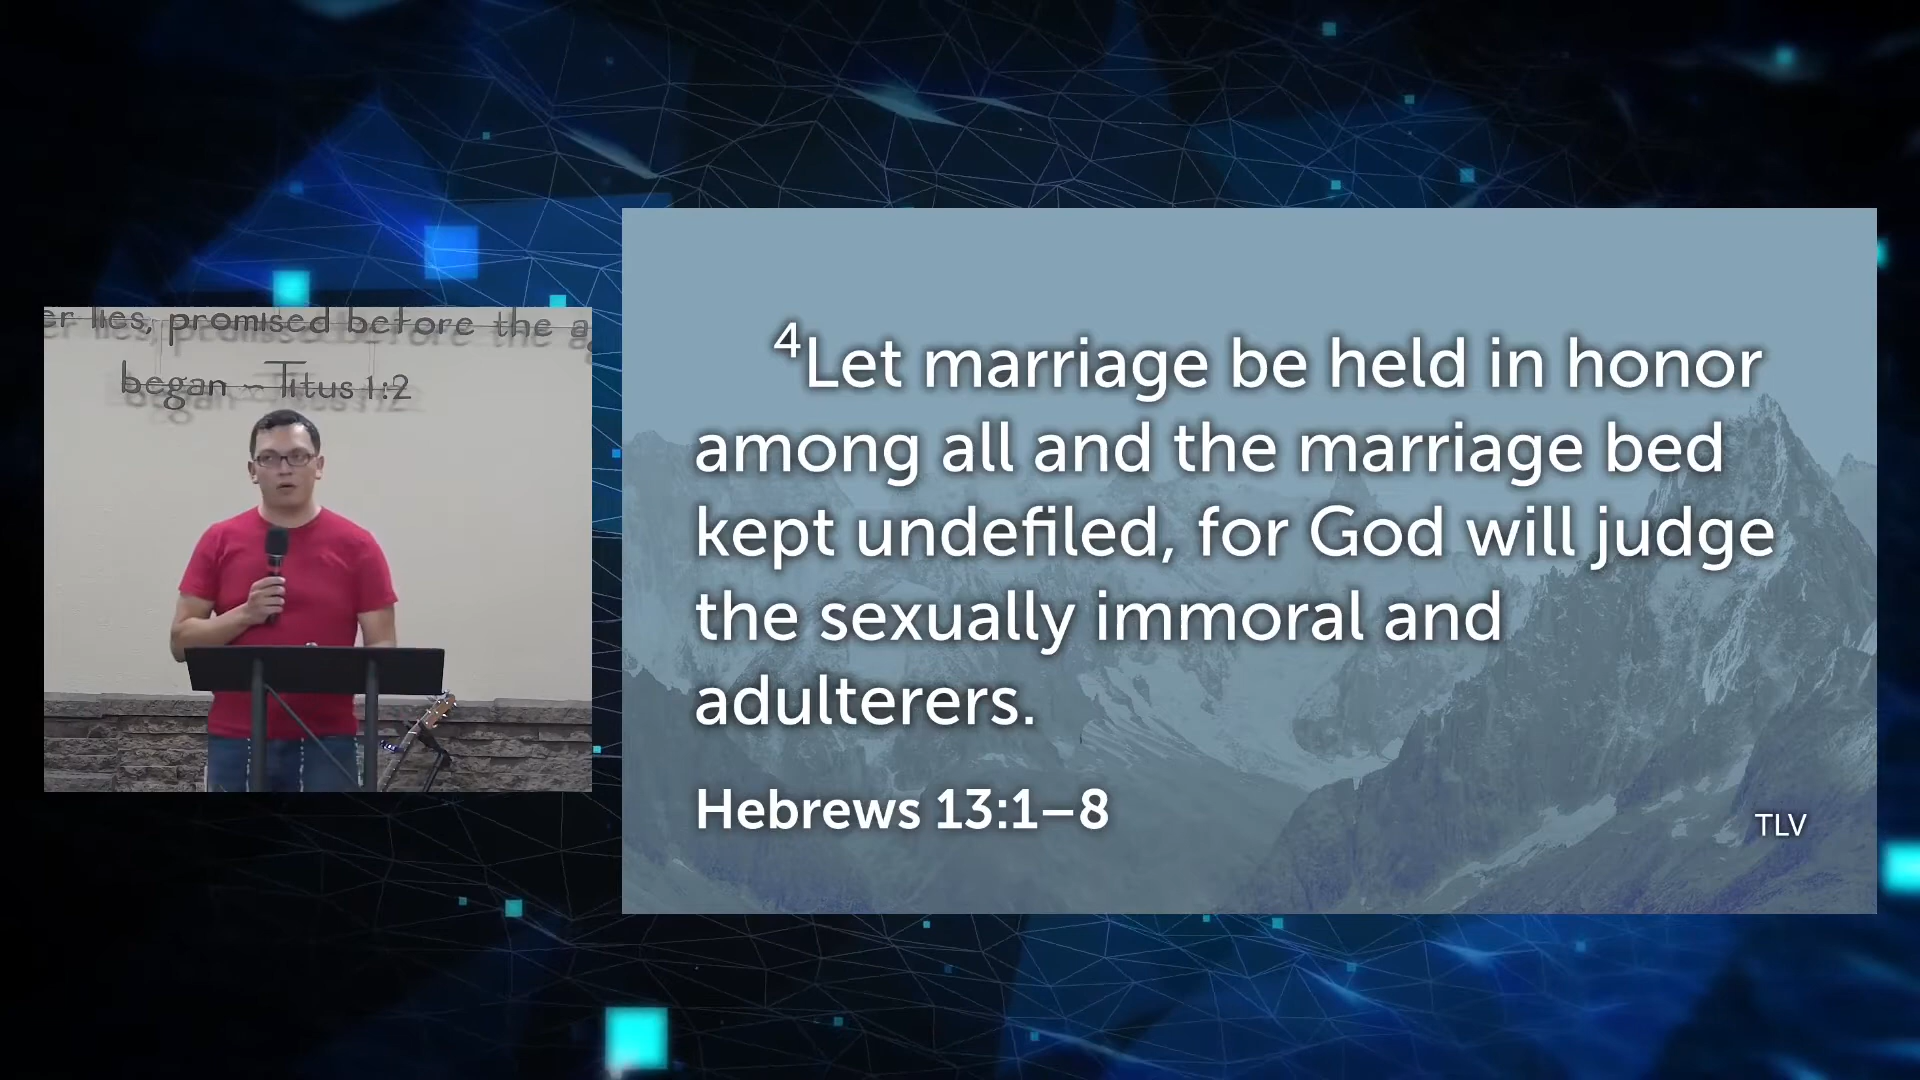 er lies, promised before the a
began ~ Titus 1:2
4Let marriage be held in honor
among all and the marriage bed
kept undefiled, for God will judge
the sexually immoral and
adulterers.
Hebrews 13:1–8
TLV